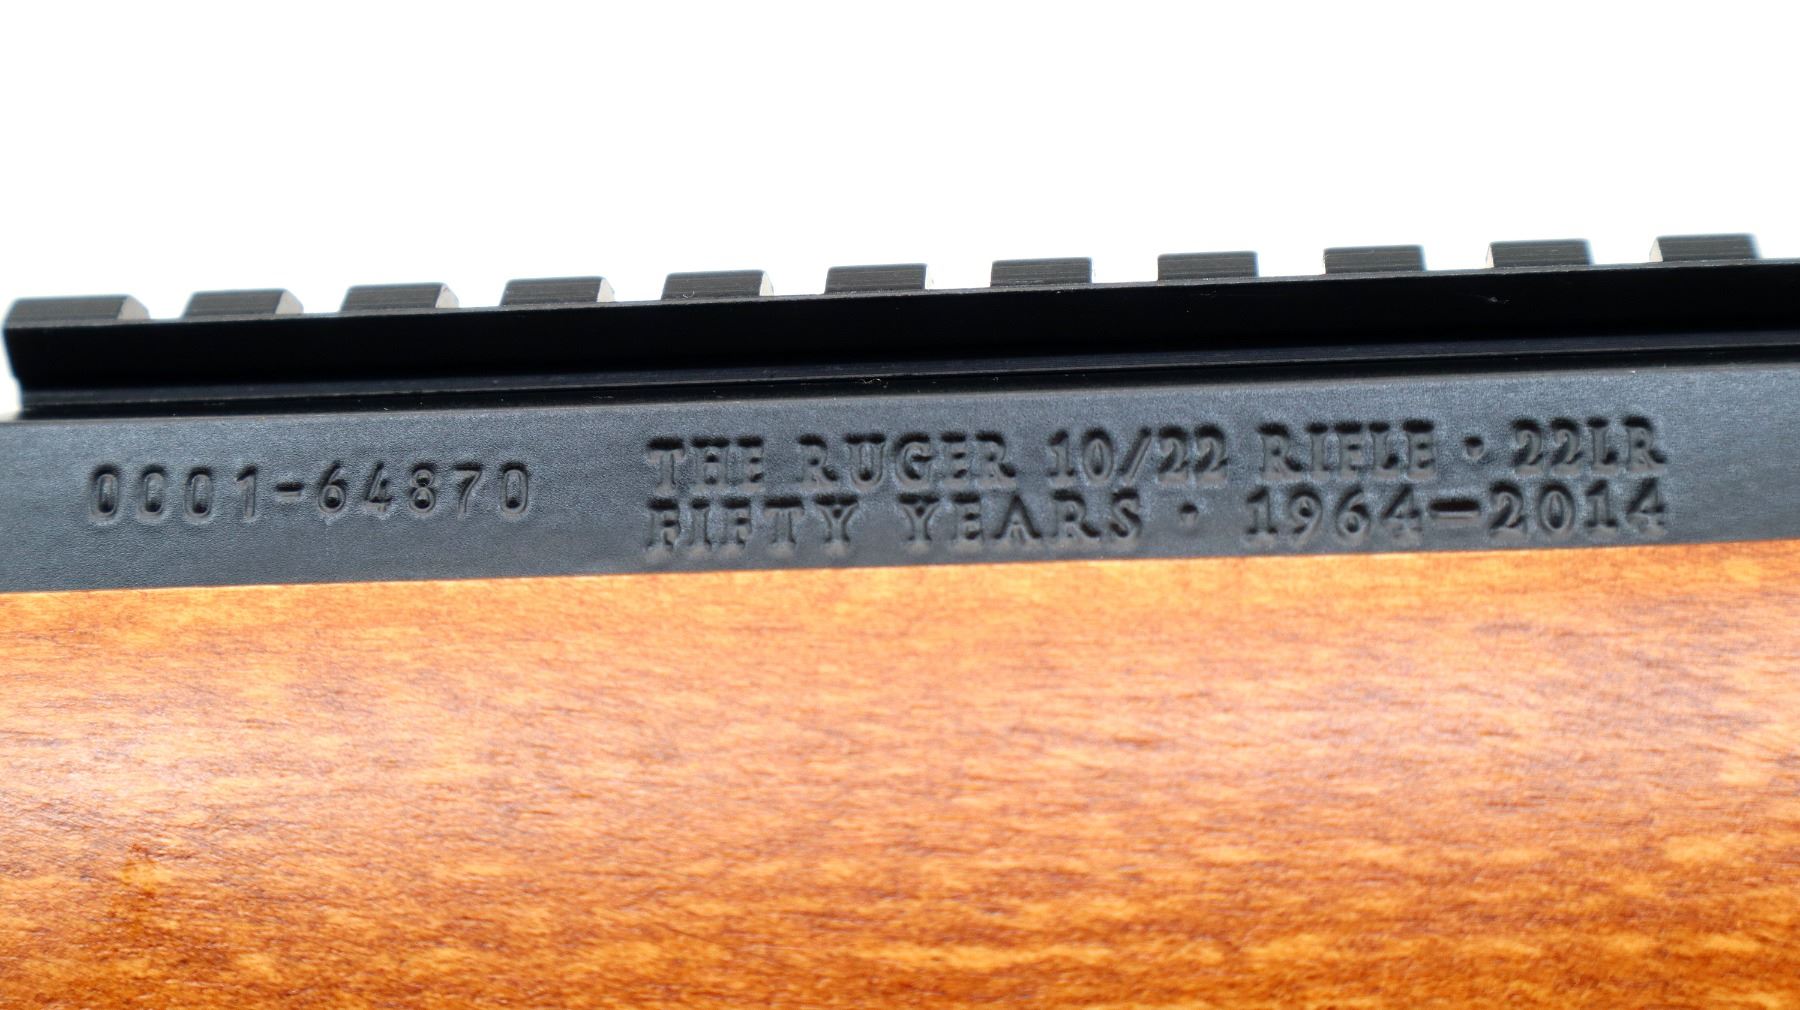 0001-64870
THE RUGER 10/22 RIFLE · 22LR
FIFTY YEARS · 1964–2014